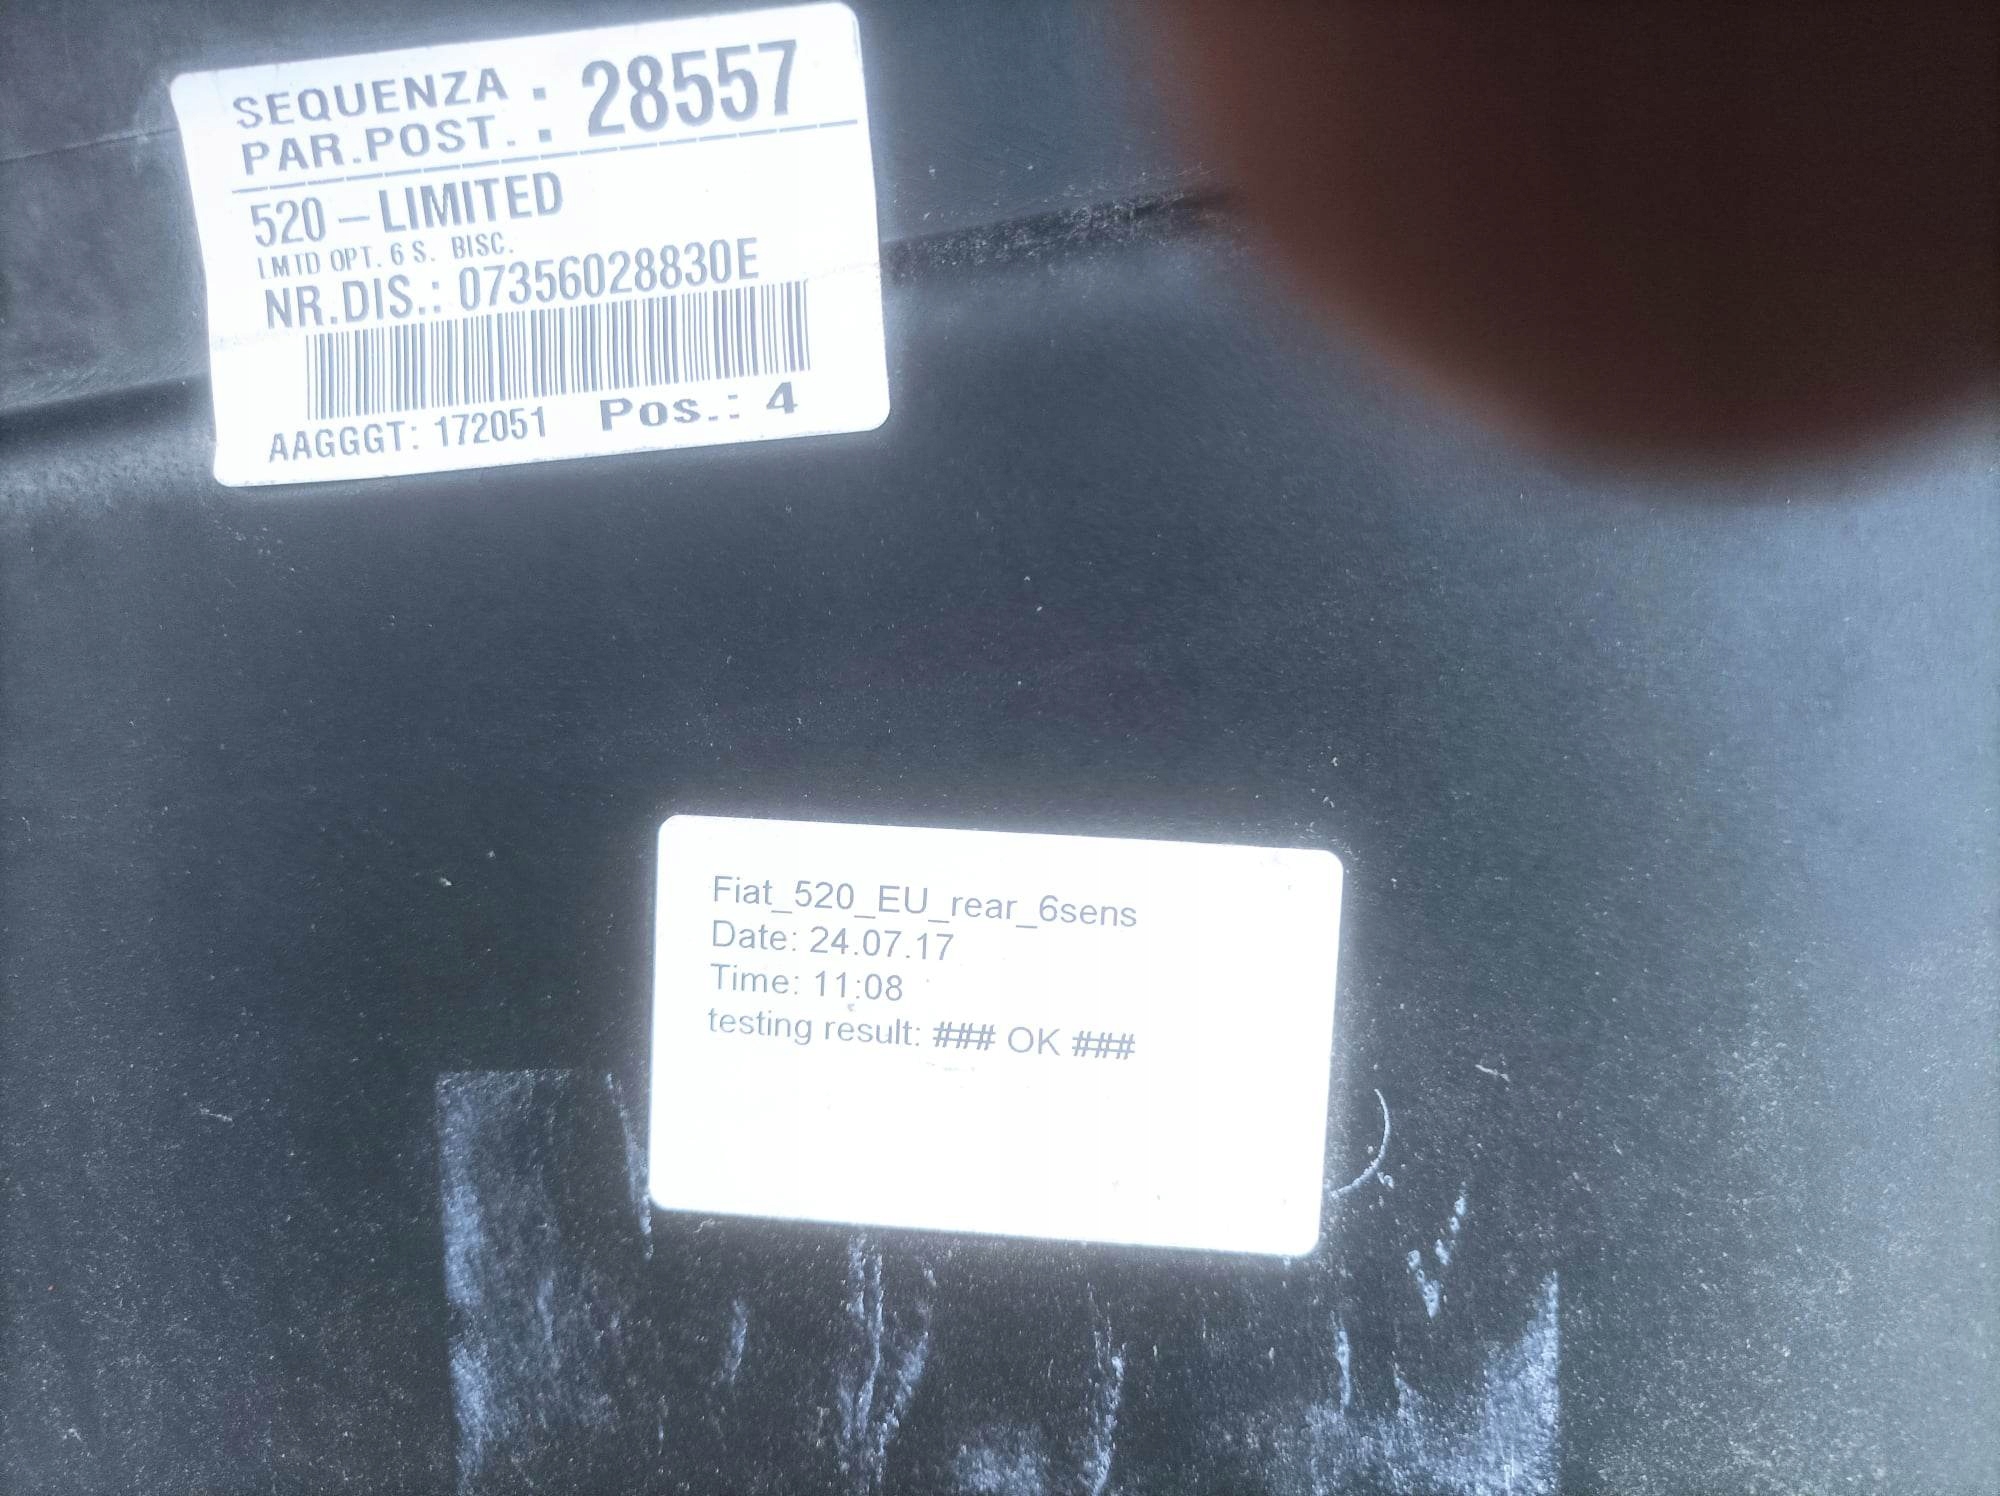 SEQUENZA
PAR.POST. : 28557
520 – LIMITED
LMTD OPT. 6 S. BISC.
NR.DIS.: 07356028830E
AAGGGT: 172051 Pos.: 4
Fiat_520_EU_rear_6sens
Date: 24.07.17
Time: 11:08
testing result: ### OK ###